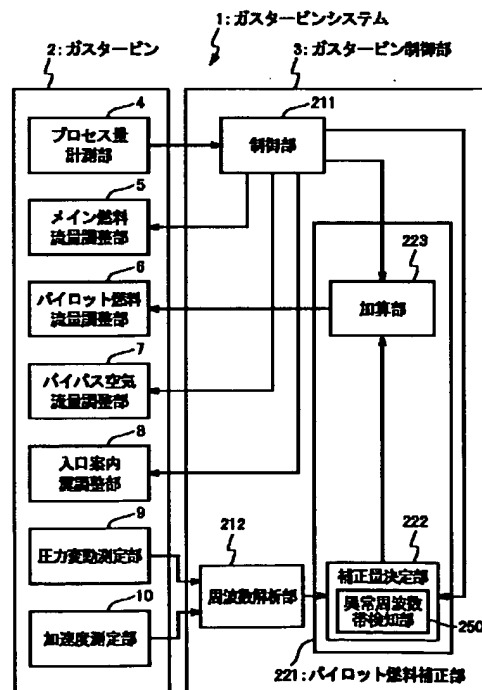 1:ガスタービンシステム
2:ガスタービン
3:ガスタービン制御部
4
プロセス量
計測部
211
制御部
5
メイン燃料
流量調整部
6
パイロット燃料
流量調整部
223
加算部
7
バイパス空気
流量調整部
8
入口案内
翼調整部
9
圧力変動測定部
212
周波数解析部
222
補正量決定部
異常周波数
帯検知部
250
10
加速度測定部
221:パイロット燃料補正部